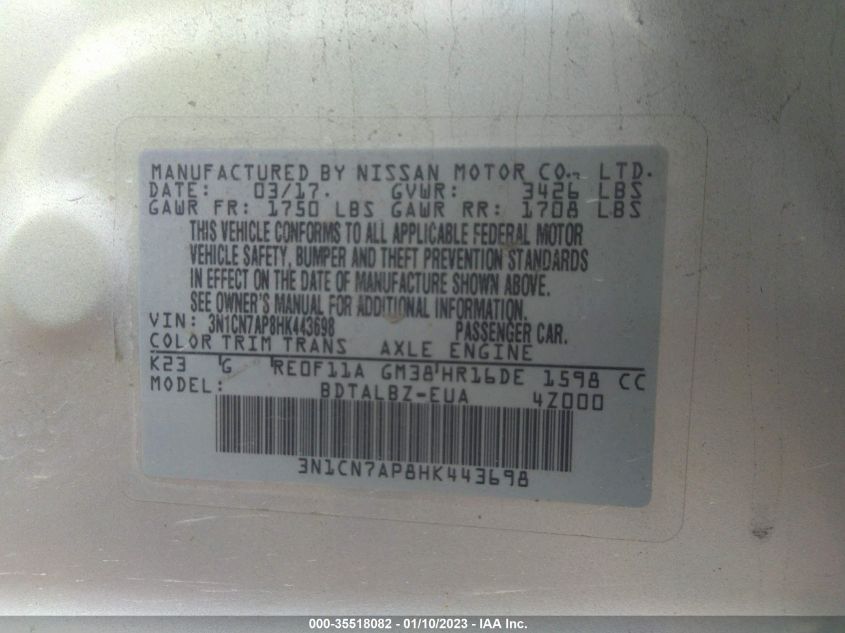 MANUFACTURED BY NISSAN MOTOR CO., LTD.
DATE: 03/17. GVWR: 3426 LBS
GAWR FR: 1750 LBS GAWR RR: 1708 LBS
THIS VEHICLE CONFORMS TO ALL APPLICABLE FEDERAL MOTOR
VEHICLE SAFETY, BUMPER AND THEFT PREVENTION STANDARDS
IN EFFECT ON THE DATE OF MANUFACTURE SHOWN ABOVE.
SEE OWNER'S MANUAL FOR ADDITIONAL INFORMATION.
VIN: 3N1CN7AP8HK443698 PASSENGER CAR.
COLOR TRIM TRANS AXLE ENGINE
K23 G RE0F11A GM38 HR16DE 1598 CC
MODEL: BDTALBZ-EUA 4Z000
3N1CN7AP8HK443698
000-35518082 - 01/10/2023 - IAA Inc.